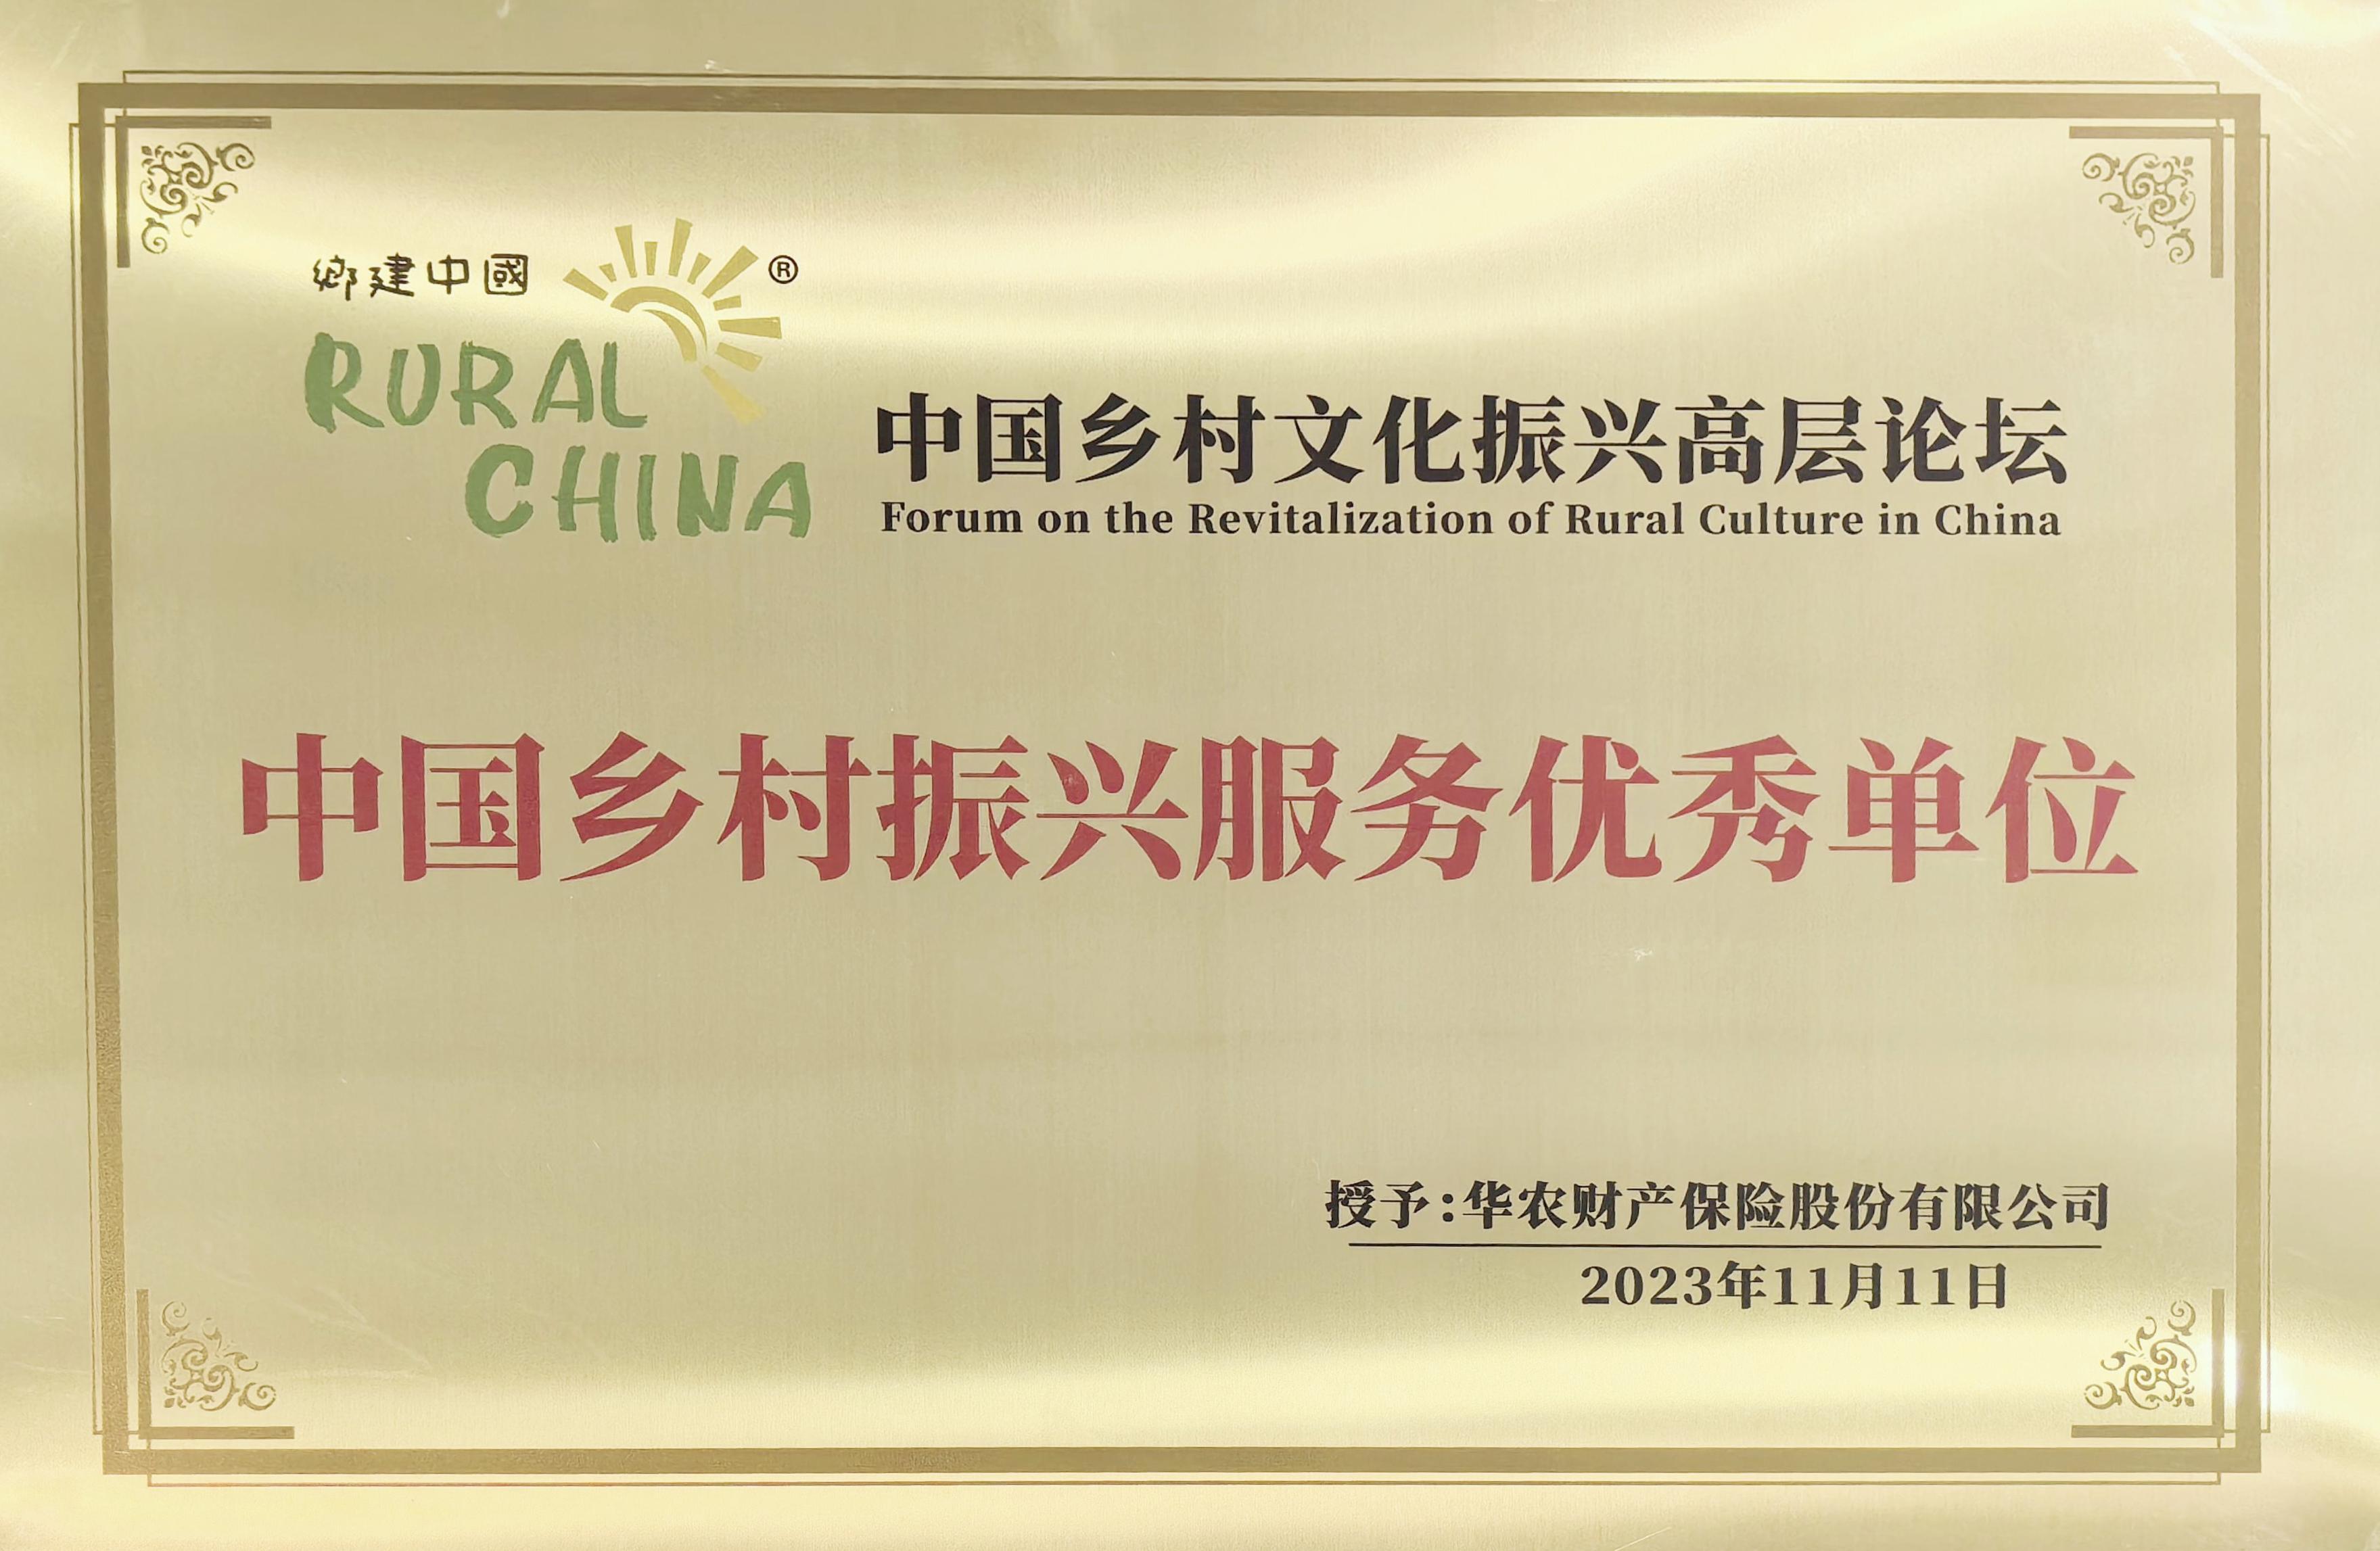 鄉建中國
®
RURAL
CHINA
中国乡村文化振兴高层论坛
Forum on the Revitalization of Rural Culture in China
中国乡村振兴服务优秀单位
授予:华农财产保险股份有限公司
2023年11月11日